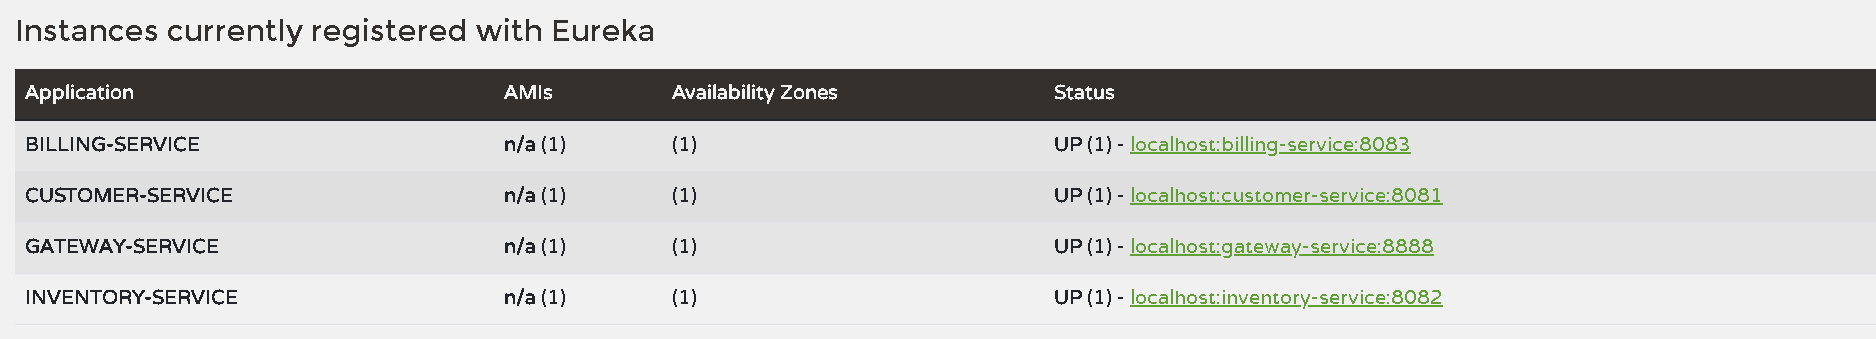 Instances currently registered with Eureka
Application AMIs Availability Zones Status
BILLING-SERVICE n/a (1) (1) UP (1) - localhost:billing-service:8083
CUSTOMER-SERVICE n/a (1) (1) UP (1) - localhost:customer-service:8081
GATEWAY-SERVICE n/a (1) (1) UP (1) - localhost:gateway-service:8888
INVENTORY-SERVICE n/a (1) (1) UP (1) - localhost:inventory-service:8082